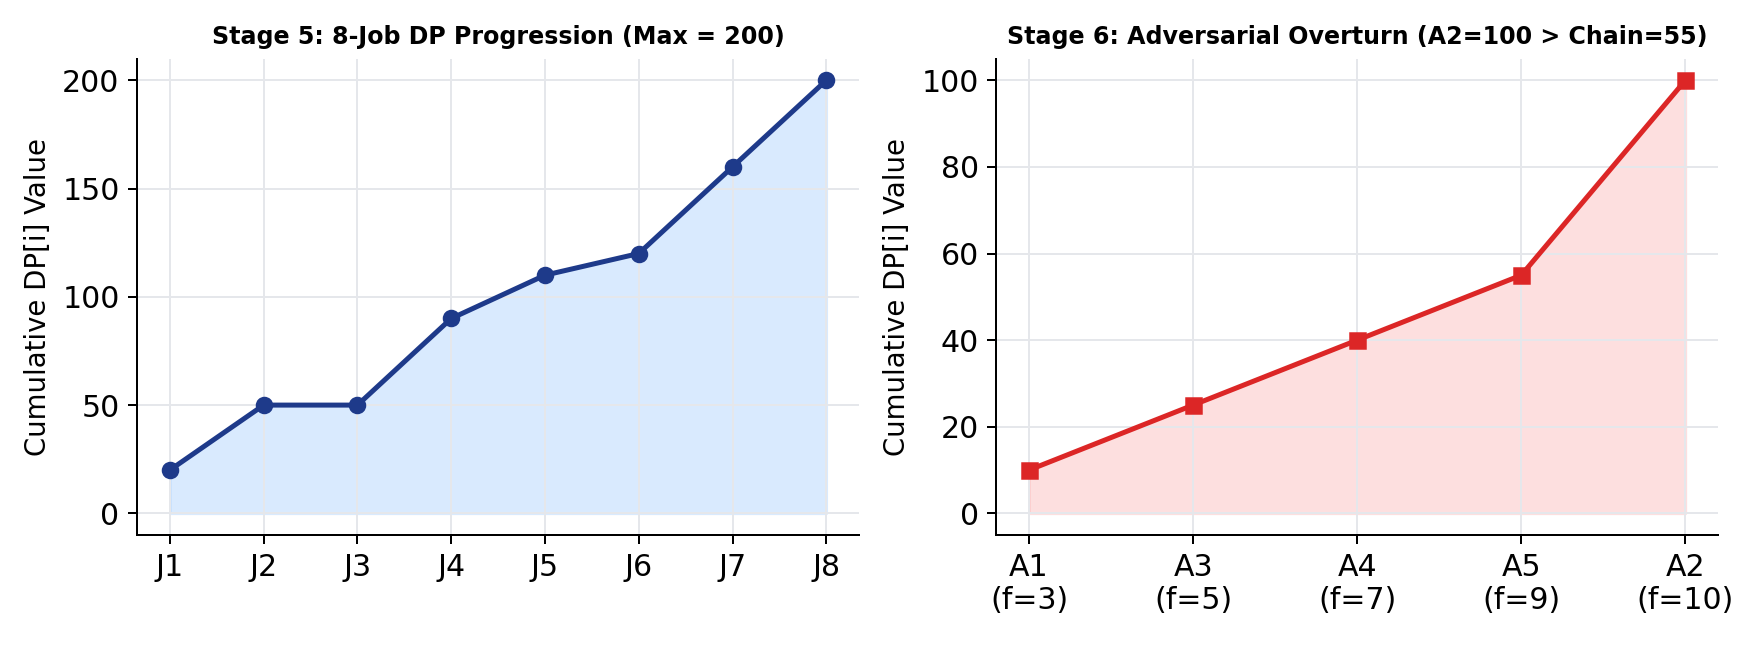 Stage 5: 8-Job DP Progression (Max = 200)
Cumulative DP[i] Value
200
150
100
50
0
J1 J2 J3 J4 J5 J6 J7 J8
Stage 6: Adversarial Overturn (A2=100 > Chain=55)
Cumulative DP[i] Value
100
80
60
40
20
0
A1 A3 A4 A5 A2
(f=3) (f=5) (f=7) (f=9) (f=10)